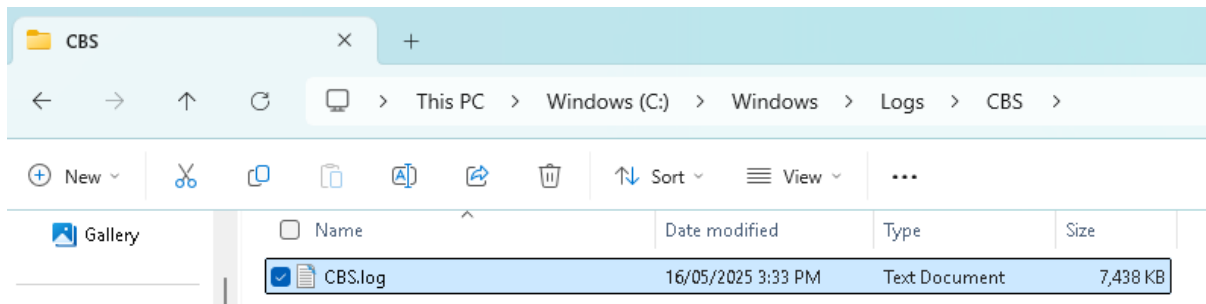 CBS
This PC > Windows (C:) > Windows > Logs > CBS >
New Sort View ...
Gallery
Name Date modified Type Size
CBS.log 16/05/2025 3:33 PM Text Document 7,438 KB